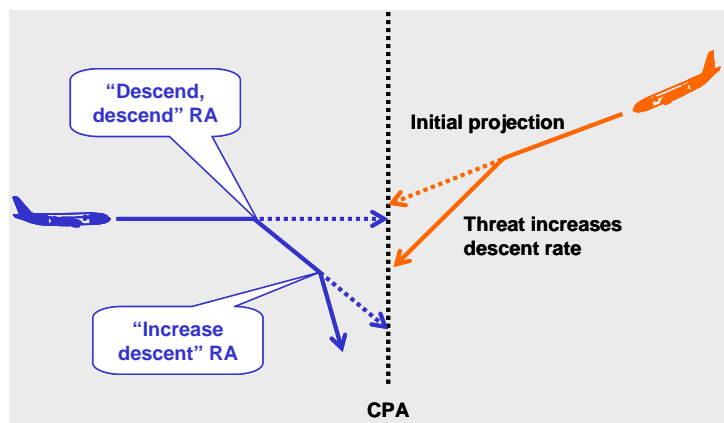 “Descend,
descend” RA
Initial projection
Threat increases
descent rate
“Increase
descent” RA
CPA